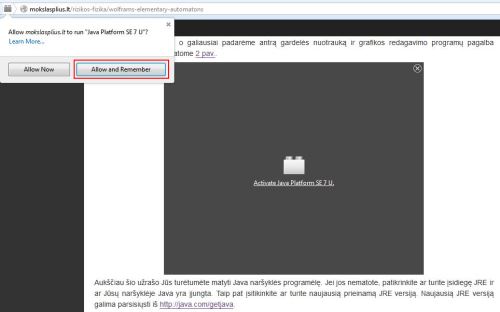 mokslasplius.lt/rizikos-fizika/wolframs-elementary-automatons
Allow mokslasplius.lt to run "Java Platform SE 7 U"?
Learn More...
Allow Now
Allow and Remember
o galiausiai padarėme antrą gardelės nuotrauką ir grafikos redagavimo programų pagalba
atome 2 pav..
Activate Java Platform SE 7 U.
Aukščiau šio užrašo Jūs turėtumėte matyti Java naršyklės programėlę. Jei jos nematote, patikrinkite ar turite įsidiegę JRE ir
ar Jūsų naršyklėje Java yra įjungta. Taip pat įsitikinkite ar turite naujausią prieinamą JRE versiją. Naujausią JRE versiją
galima parsisiųsti iš http://java.com/getjava.